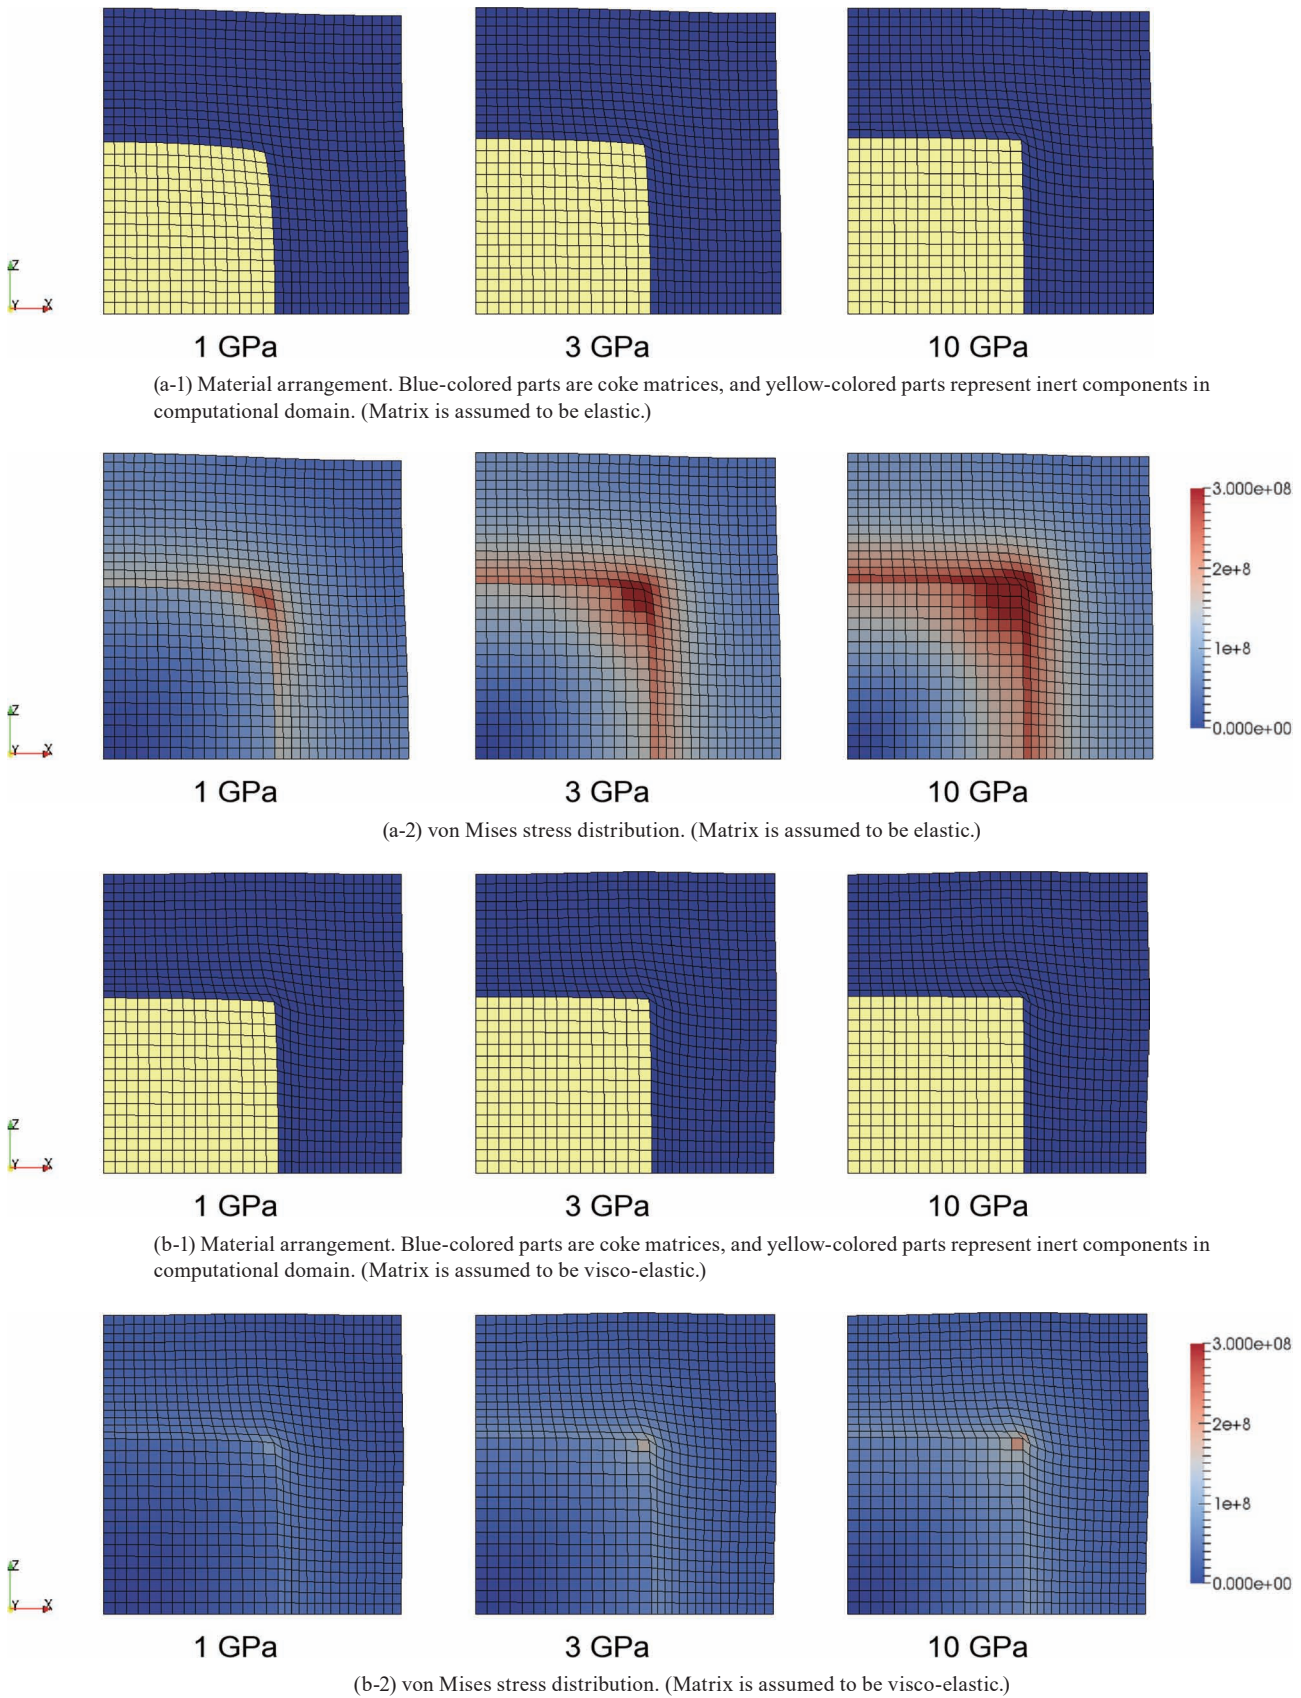 Z
Y X
1 GPa 3 GPa 10 GPa
(a-1) Material arrangement. Blue-colored parts are coke matrices, and yellow-colored parts represent inert components in
computational domain. (Matrix is assumed to be elastic.)
3.000e+08
2e+8
1e+8
0.000e+00
Z
Y X
1 GPa 3 GPa 10 GPa
(a-2) von Mises stress distribution. (Matrix is assumed to be elastic.)
Z
Y X
1 GPa 3 GPa 10 GPa
(b-1) Material arrangement. Blue-colored parts are coke matrices, and yellow-colored parts represent inert components in
computational domain. (Matrix is assumed to be visco-elastic.)
3.000e+08
2e+8
1e+8
0.000e+00
Z
Y X
1 GPa 3 GPa 10 GPa
(b-2) von Mises stress distribution. (Matrix is assumed to be visco-elastic.)